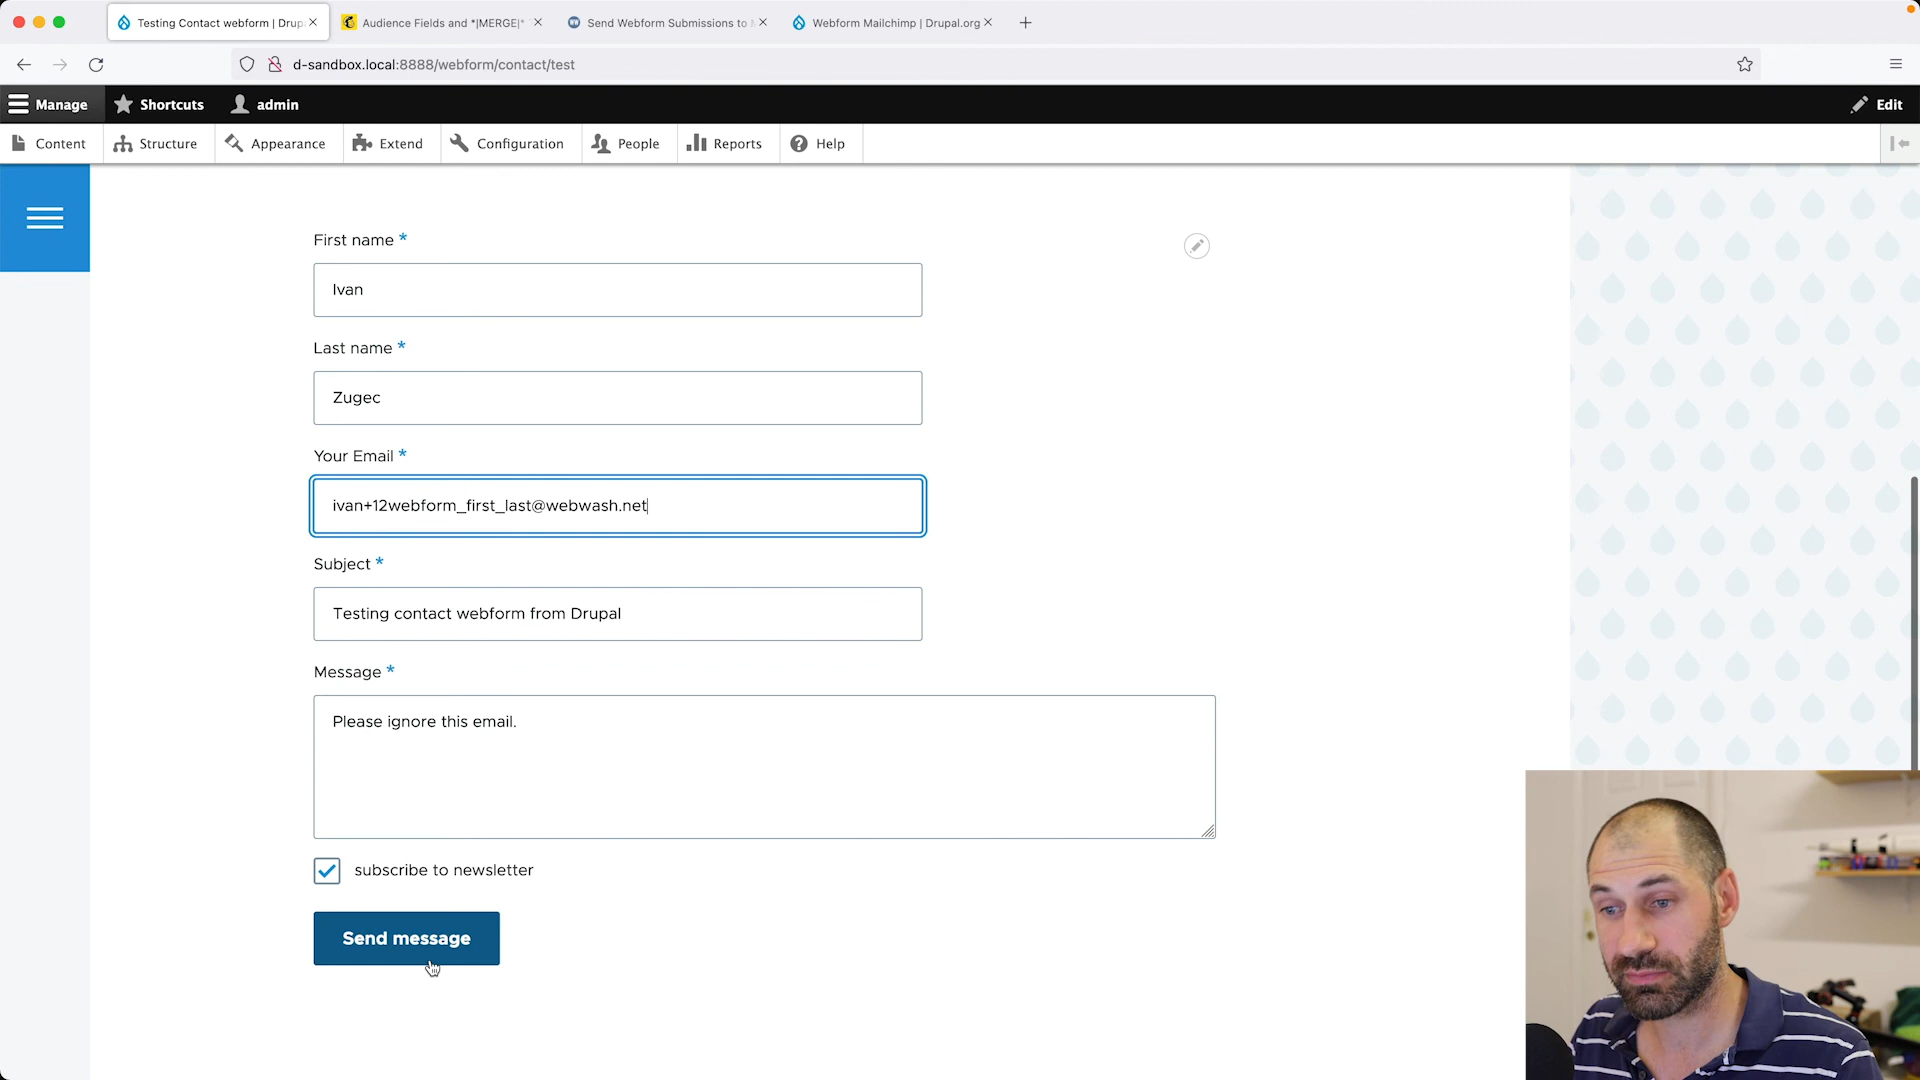 Testing Contact webform | Drup
Audience Fields and *|MERGE|*
Send Webform Submissions to
Webform Mailchimp | Drupal.org
d-sandbox.local:8888/webform/contact/test
Manage
Shortcuts
admin
Edit
Content
Structure
Appearance
Extend
Configuration
People
Reports
Help
First name *
Ivan
Last name *
Zugec
Your Email *
ivan+12webform_first_last@webwash.net
Subject *
Testing contact webform from Drupal
Message *
Please ignore this email.
subscribe to newsletter
Send message